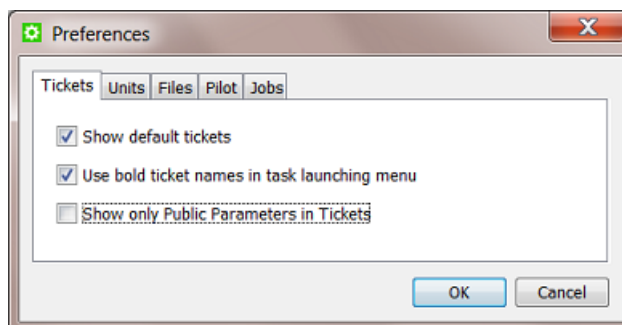 Preferences
Tickets Units Files Pilot Jobs
Show default tickets
Use bold ticket names in task launching menu
Show only Public Parameters in Tickets
OK Cancel